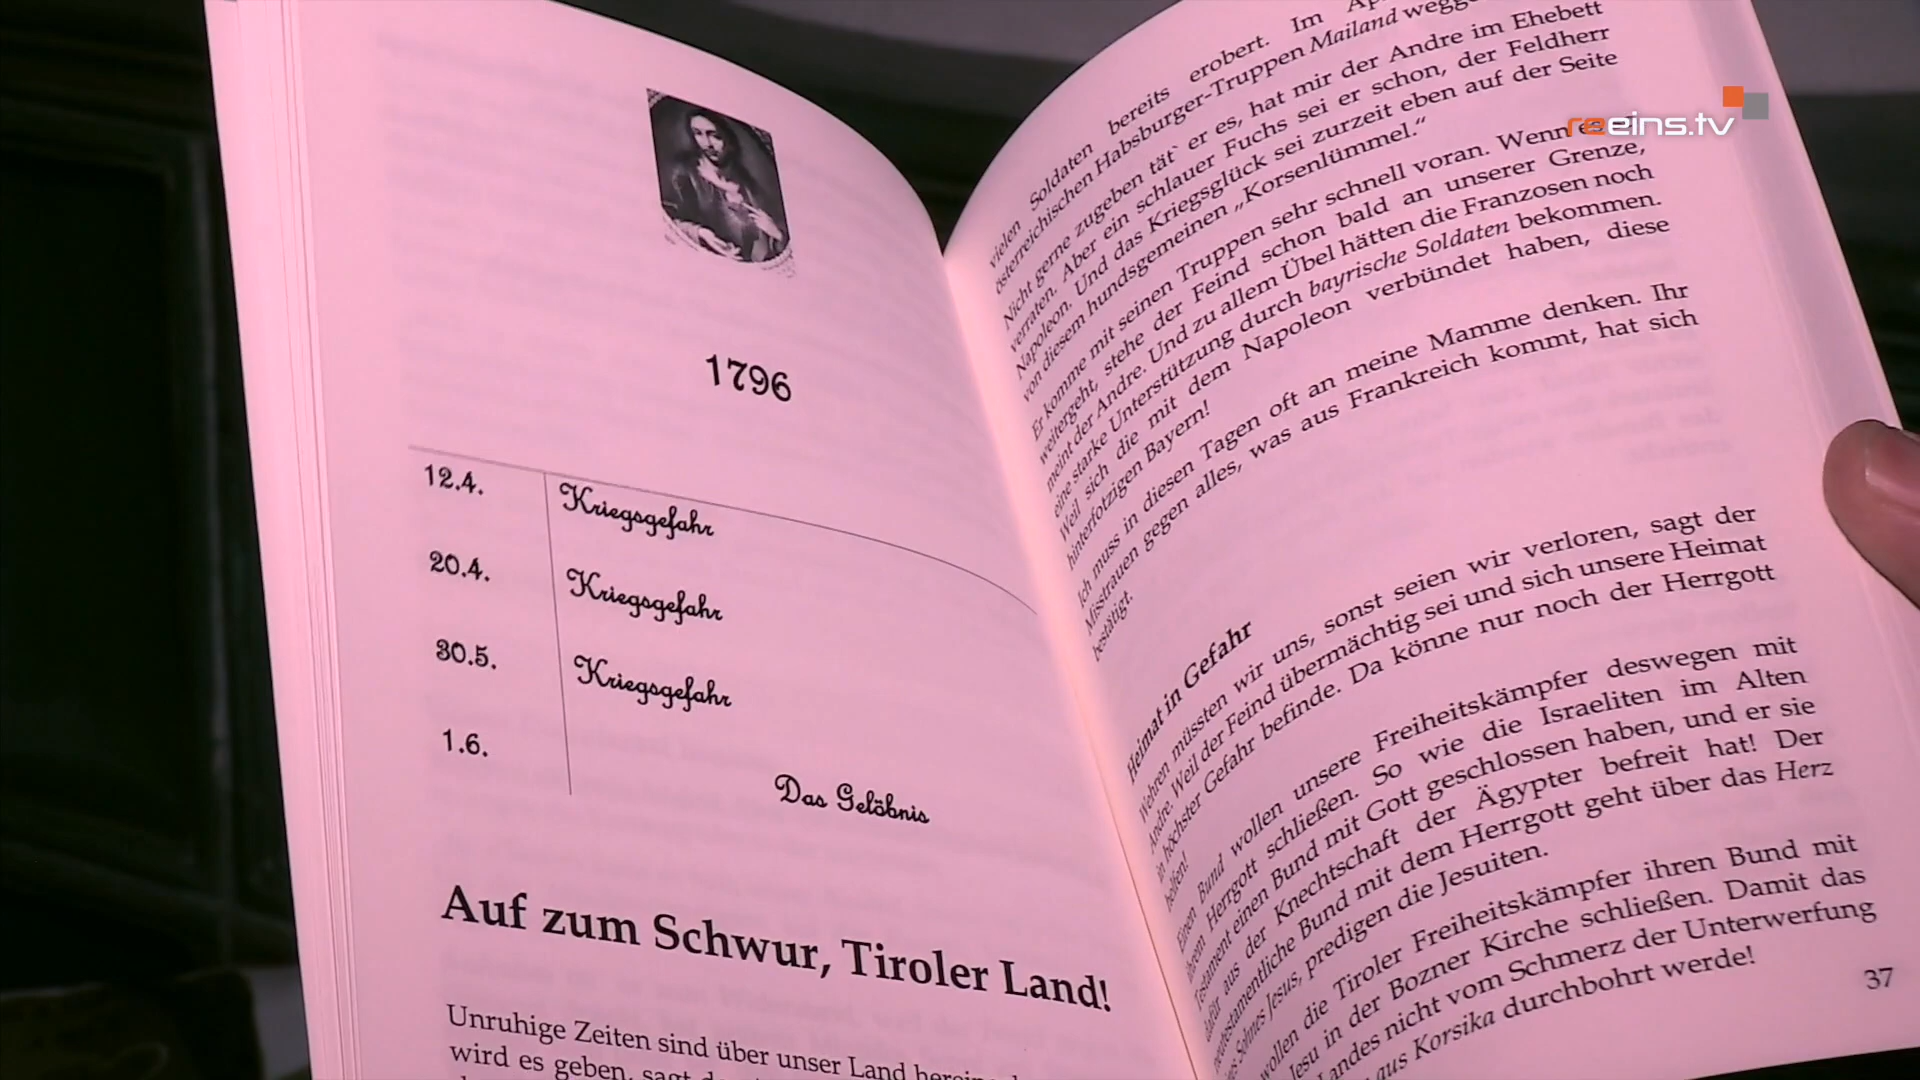 1796
12.4. Kriegsgefahr
20.4. Kriegsgefahr
30.5. Kriegsgefahr
1.6.
Das Gelöbnis
Auf zum Schwur, Tiroler Land!
Unruhige Zeiten sind über unser Land
wird es geben, sagt
vielen Soldaten bereits erobert. Im
österreichischen Habsburger-Truppen Mailand
Nicht gerne zugeben tät` er es, hat mir der Andre im Ehebett
verraten. Aber ein schlauer Fuchs sei er schon, der Feldherr
Napoleon. Und das Kriegsglück sei zurzeit eben auf der Seite
von diesem hundsgemeinen „Korsenlümmel.“
Er komme mit seinen Truppen sehr schnell voran. Wenn es
weitergeht, stehe der Feind schon bald an unserer Grenze,
meint der Andre. Und zu allem Übel hätten die Franzosen noch
eine starke Unterstützung durch bayrische Soldaten bekommen.
Weil sich die mit dem Napoleon verbündet haben, diese
hinterfotzigen Bayern!
Ich muss in diesen Tagen oft an meine Mamme denken. Ihr
Misstrauen gegen alles, was aus Frankreich kommt, hat sich
bestätigt.
Heimat in Gefahr
Wehren müssten wir uns, sonst seien wir verloren, sagt der
Andre. Weil der Feind übermächtig sei und sich unsere Heimat
in höchster Gefahr befinde. Da könne nur noch der Herrgott
helfen!
Einen Bund wollen unsere Freiheitskämpfer deswegen mit
ihrem Herrgott schließen. So wie die Israeliten im Alten
Testament einen Bund mit Gott geschlossen haben, und er sie
dafür aus der Knechtschaft der Ägypter befreit hat! Der
neutestamentliche Bund mit dem Herrgott geht über das Herz
Sohnes Jesus, predigen die Jesuiten.
wollen die Tiroler Freiheitskämpfer ihren Bund mit
Jesu in der Bozner Kirche schließen. Damit das
Landes nicht vom Schmerz der Unterwerfung
aus Korsika durchbohrt werde!
37
reeins.tv